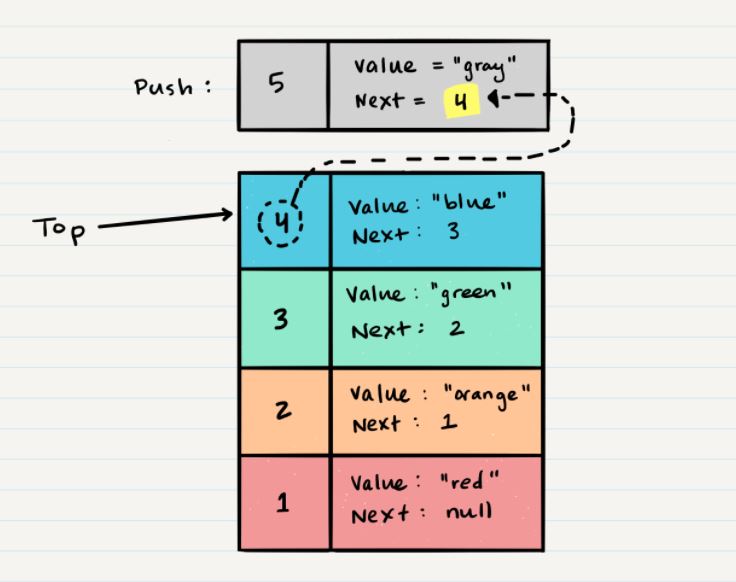 Push :
5
value = "gray"
Next = 4
Top
4
Value : "blue"
Next : 3
3
Value : "green"
Next : 2
2
Value : "orange"
Next : 1
1
Value : "red"
Next : null